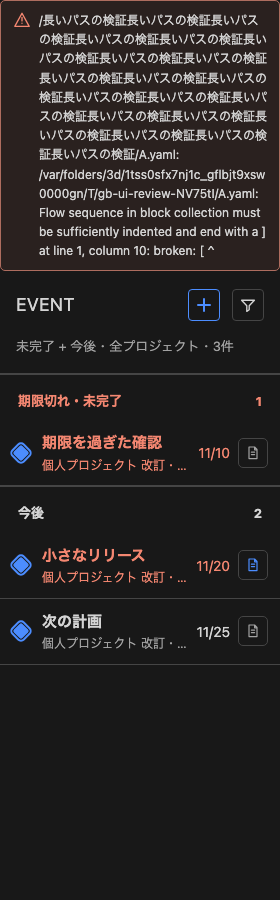 /長いパスの検証長いパスの検証長いパス
の検証長いパスの検証長いパスの検証長い
パスの検証長いパスの検証長いパスの検証
長いパスの検証長いパスの検証長いパスの
検証長いパスの検証長いパスの検証長いパ
スの検証長いパスの検証長いパスの検証長
いパスの検証長いパスの検証長いパスの検
証長いパスの検証/A.yaml:
/var/folders/3d/1tss0sfx7nj1c_gflbjt9xsw
0000gn/T/gb-ui-review-NV75tI/A.yaml:
Flow sequence in block collection must
be sufficiently indented and end with a ]
at line 1, column 10: broken: [ ^
EVENT
未完了 + 今後・全プロジェクト・3件
期限切れ・未完了 1
期限を過ぎた確認 11/10
個人プロジェクト 改訂・...
今後 2
小さなリリース 11/20
個人プロジェクト 改訂・...
次の計画 11/25
個人プロジェクト 改訂・...